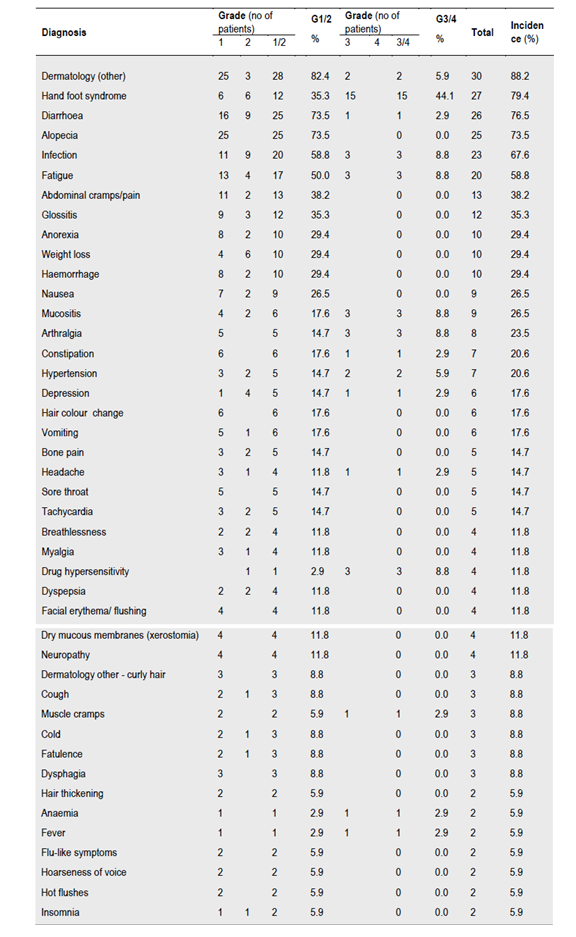 Diagnosis Grade (no of patients) G1/2 % Grade (no of patients) G3/4 % Total Inciden ce (%)
1 2 1/2 3 4 3/4
Dermatology (other) 25 3 28 82.4 2 2 5.9 30 88.2
Hand foot syndrome 6 6 12 35.3 15 15 44.1 27 79.4
Diarrhoea 16 9 25 73.5 1 1 2.9 26 76.5
Alopecia 25 25 73.5 0 0.0 25 73.5
Infection 11 9 20 58.8 3 3 8.8 23 67.6
Fatigue 13 4 17 50.0 3 3 8.8 20 58.8
Abdominal cramps/pain 11 2 13 38.2 0 0.0 13 38.2
Glossitis 9 3 12 35.3 0 0.0 12 35.3
Anorexia 8 2 10 29.4 0 0.0 10 29.4
Weight loss 4 6 10 29.4 0 0.0 10 29.4
Haemorrhage 8 2 10 29.4 0 0.0 10 29.4
Nausea 7 2 9 26.5 0 0.0 9 26.5
Mucositis 4 2 6 17.6 3 3 8.8 9 26.5
Arthralgia 5 5 14.7 3 3 8.8 8 23.5
Constipation 6 6 17.6 1 1 2.9 7 20.6
Hypertension 3 2 5 14.7 2 2 5.9 7 20.6
Depression 1 4 5 14.7 1 1 2.9 6 17.6
Hair colour change 6 6 17.6 0 0.0 6 17.6
Vomiting 5 1 6 17.6 0 0.0 6 17.6
Bone pain 3 2 5 14.7 0 0.0 5 14.7
Headache 3 1 4 11.8 1 1 2.9 5 14.7
Sore throat 5 5 14.7 0 0.0 5 14.7
Tachycardia 3 2 5 14.7 0 0.0 5 14.7
Breathlessness 2 2 4 11.8 0 0.0 4 11.8
Myalgia 3 1 4 11.8 0 0.0 4 11.8
Drug hypersensitivity 1 1 2.9 3 3 8.8 4 11.8
Dyspepsia 2 2 4 11.8 0 0.0 4 11.8
Facial erythema/ flushing 4 4 11.8 0 0.0 4 11.8
Dry mucous membranes (xerostomia) 4 4 11.8 0 0.0 4 11.8
Neuropathy 4 4 11.8 0 0.0 4 11.8
Dermatology other - curly hair 3 3 8.8 0 0.0 3 8.8
Cough 2 1 3 8.8 0 0.0 3 8.8
Muscle cramps 2 2 5.9 1 1 2.9 3 8.8
Cold 2 1 3 8.8 0 0.0 3 8.8
Fatulence 2 1 3 8.8 0 0.0 3 8.8
Dysphagia 3 3 8.8 0 0.0 3 8.8
Hair thickening 2 2 5.9 0 0.0 2 5.9
Anaemia 1 1 2.9 1 1 2.9 2 5.9
Fever 1 1 2.9 1 1 2.9 2 5.9
Flu-like symptoms 2 2 5.9 0 0.0 2 5.9
Hoarseness of voice 2 2 5.9 0 0.0 2 5.9
Hot flushes 2 2 5.9 0 0.0 2 5.9
Insomnia 1 1 2 5.9 0 0.0 2 5.9